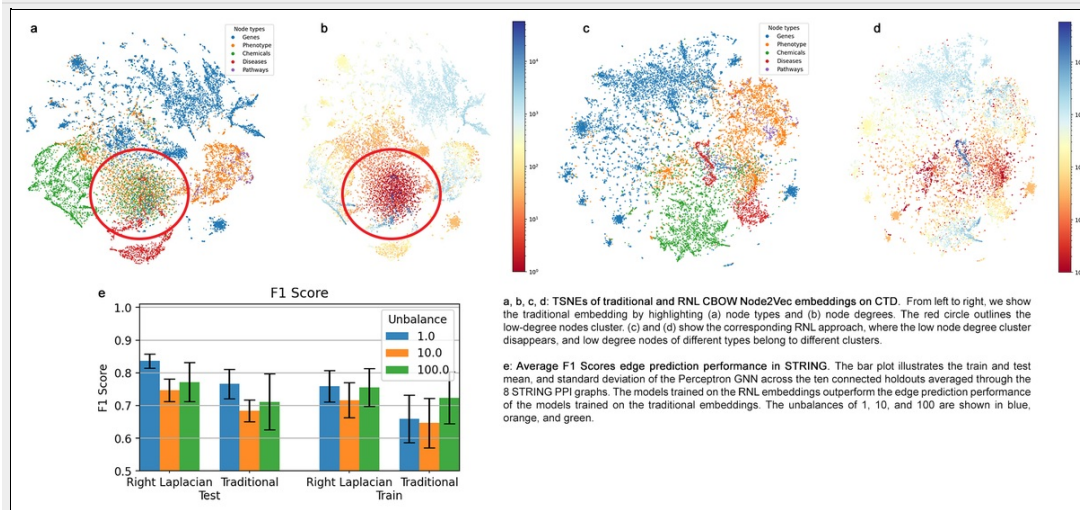 a
Node types
Genes
Phenotype
Chemicals
Diseases
Pathways
b
10⁴
10³
10²
10¹
10⁰
c
Node types
Genes
Phenotype
Chemicals
Diseases
Pathways
d
e
F1 Score
Unbalance
1.0
10.0
100.0
F1 Score
1.0
0.9
0.8
0.7
0.6
0.5
Right Laplacian Traditional Right Laplacian Traditional
Test Train
a, b, c, d: TSNEs of traditional and RNL CBOW Node2Vec embeddings on CTD. From left to right, we show
the traditional embedding by highlighting (a) node types and (b) node degrees. The red circle outlines the
low-degree nodes cluster. (c) and (d) show the corresponding RNL approach, where the low node degree cluster
disappears, and low degree nodes of different types belong to different clusters.
e: Average F1 Scores edge prediction performance in STRING. The bar plot illustrates the train and test
mean, and standard deviation of the Perceptron GNN across the ten connected holdouts averaged through the
8 STRING PPI graphs. The models trained on the RNL embeddings outperform the edge prediction performance
of the models trained on the traditional embeddings. The unbalances of 1, 10, and 100 are shown in blue,
orange, and green.